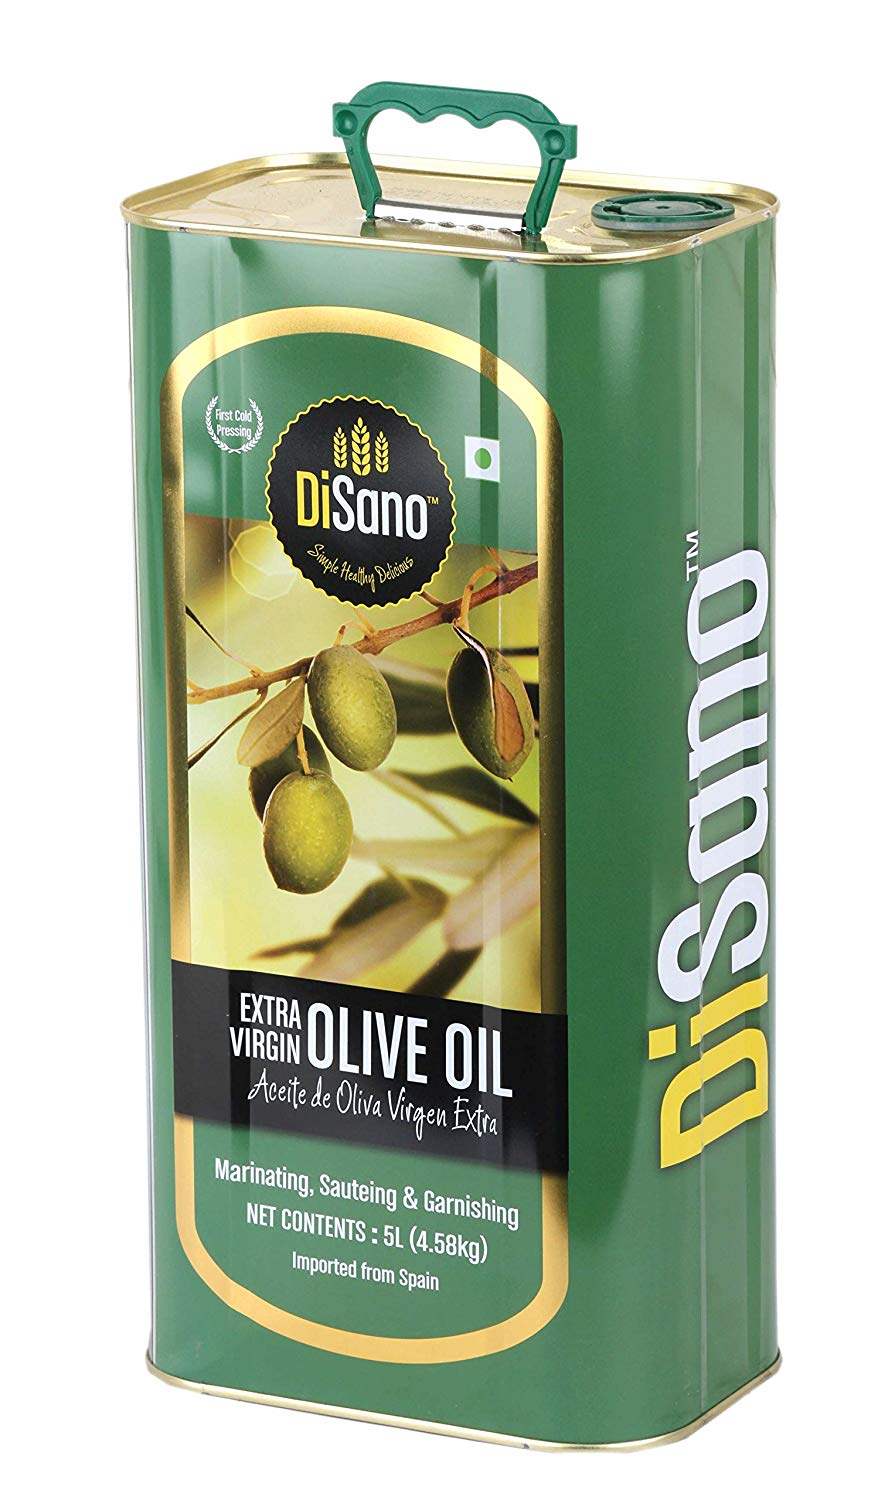 First Cold
Pressing
DiSano™
Simple Healthy Delicious
EXTRA
VIRGIN
OLIVE OIL
Aceite de Oliva Virgen Extra
Marinating, Sauteing & Garnishing
NET CONTENTS : 5L (4.58kg)
Imported from Spain
DiSano™